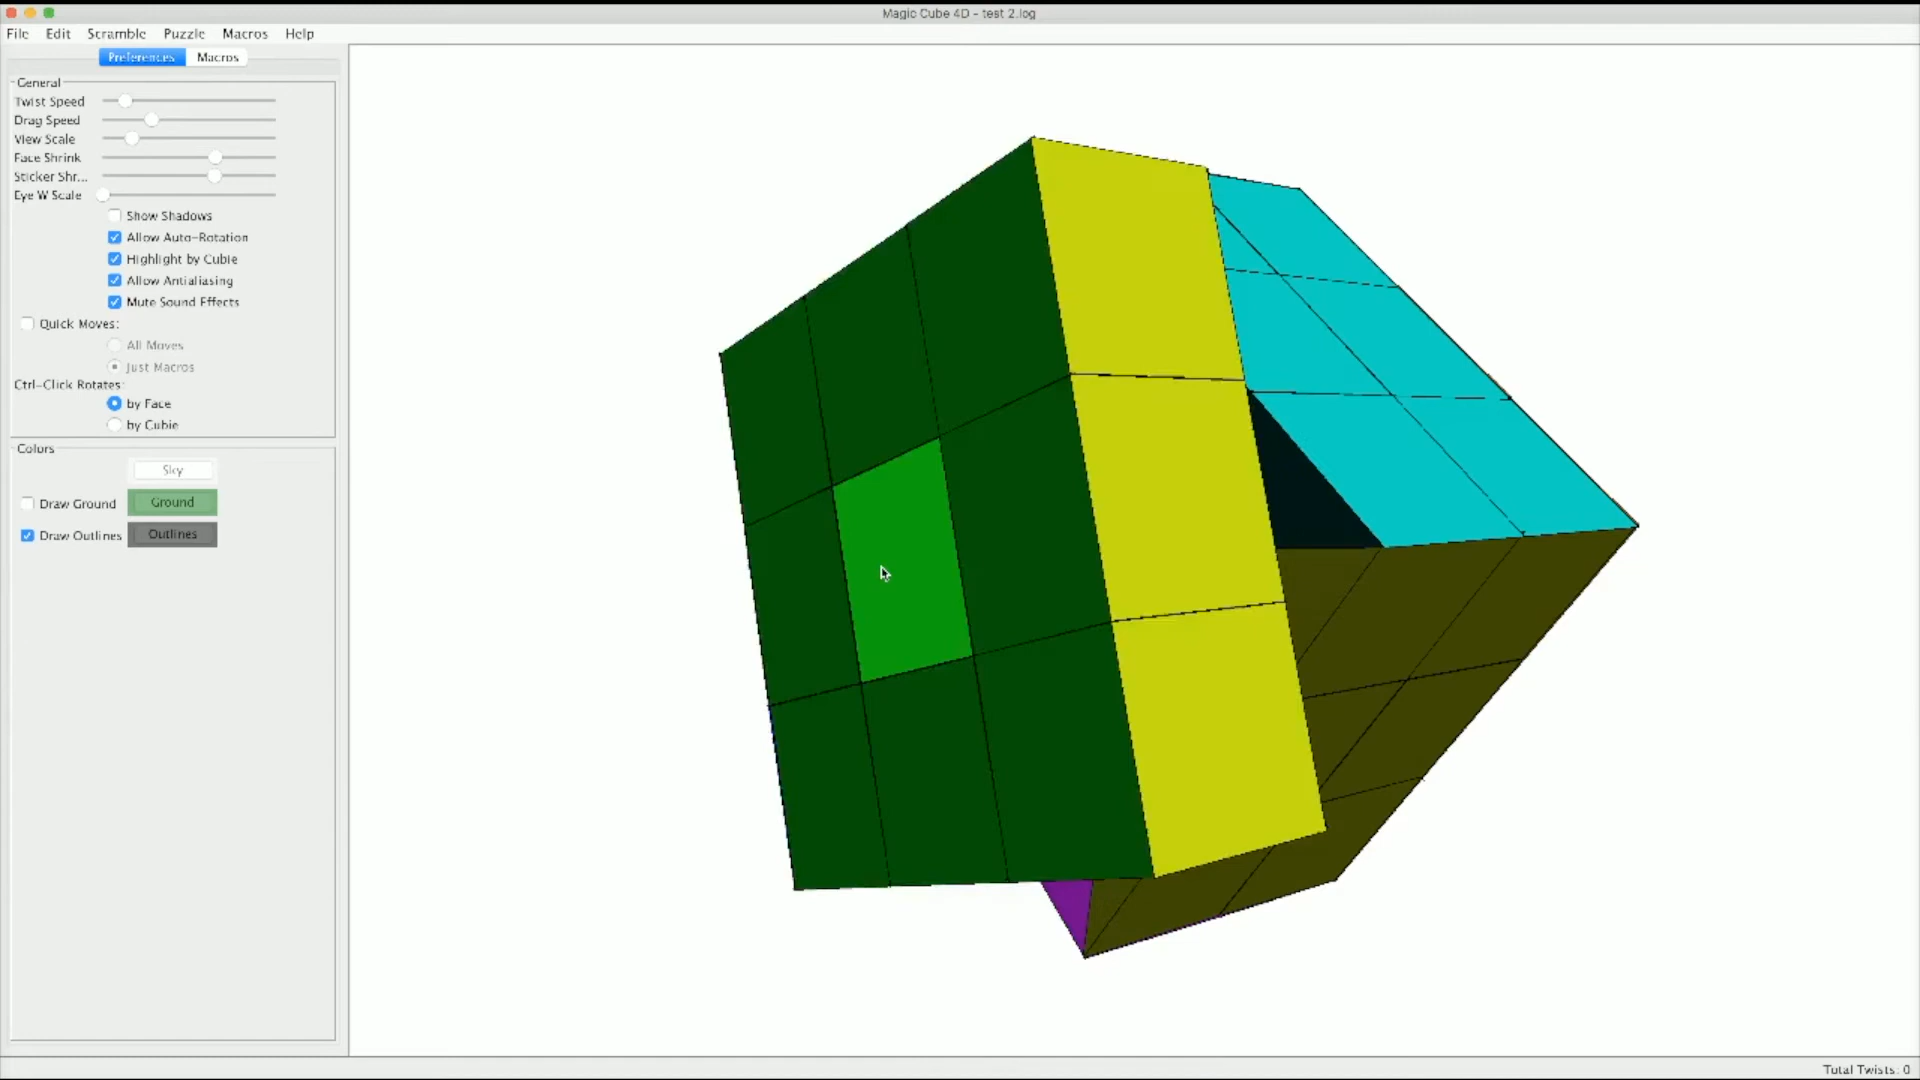 Magic Cube 4D - test 2.log
File Edit Scramble Puzzle Macros Help
Preferences Macros
General
Twist Speed
Drag Speed
View Scale
Face Shrink
Sticker Shr...
Eye W Scale
Show Shadows
Allow Auto-Rotation
Highlight by Cubie
Allow Antialiasing
Mute Sound Effects
Quick Moves:
All Moves
Just Macros
Ctrl-Click Rotates:
by Face
by Cubie
Colors
Sky
Draw Ground Ground
Draw Outlines Outlines
Total Twists: 0